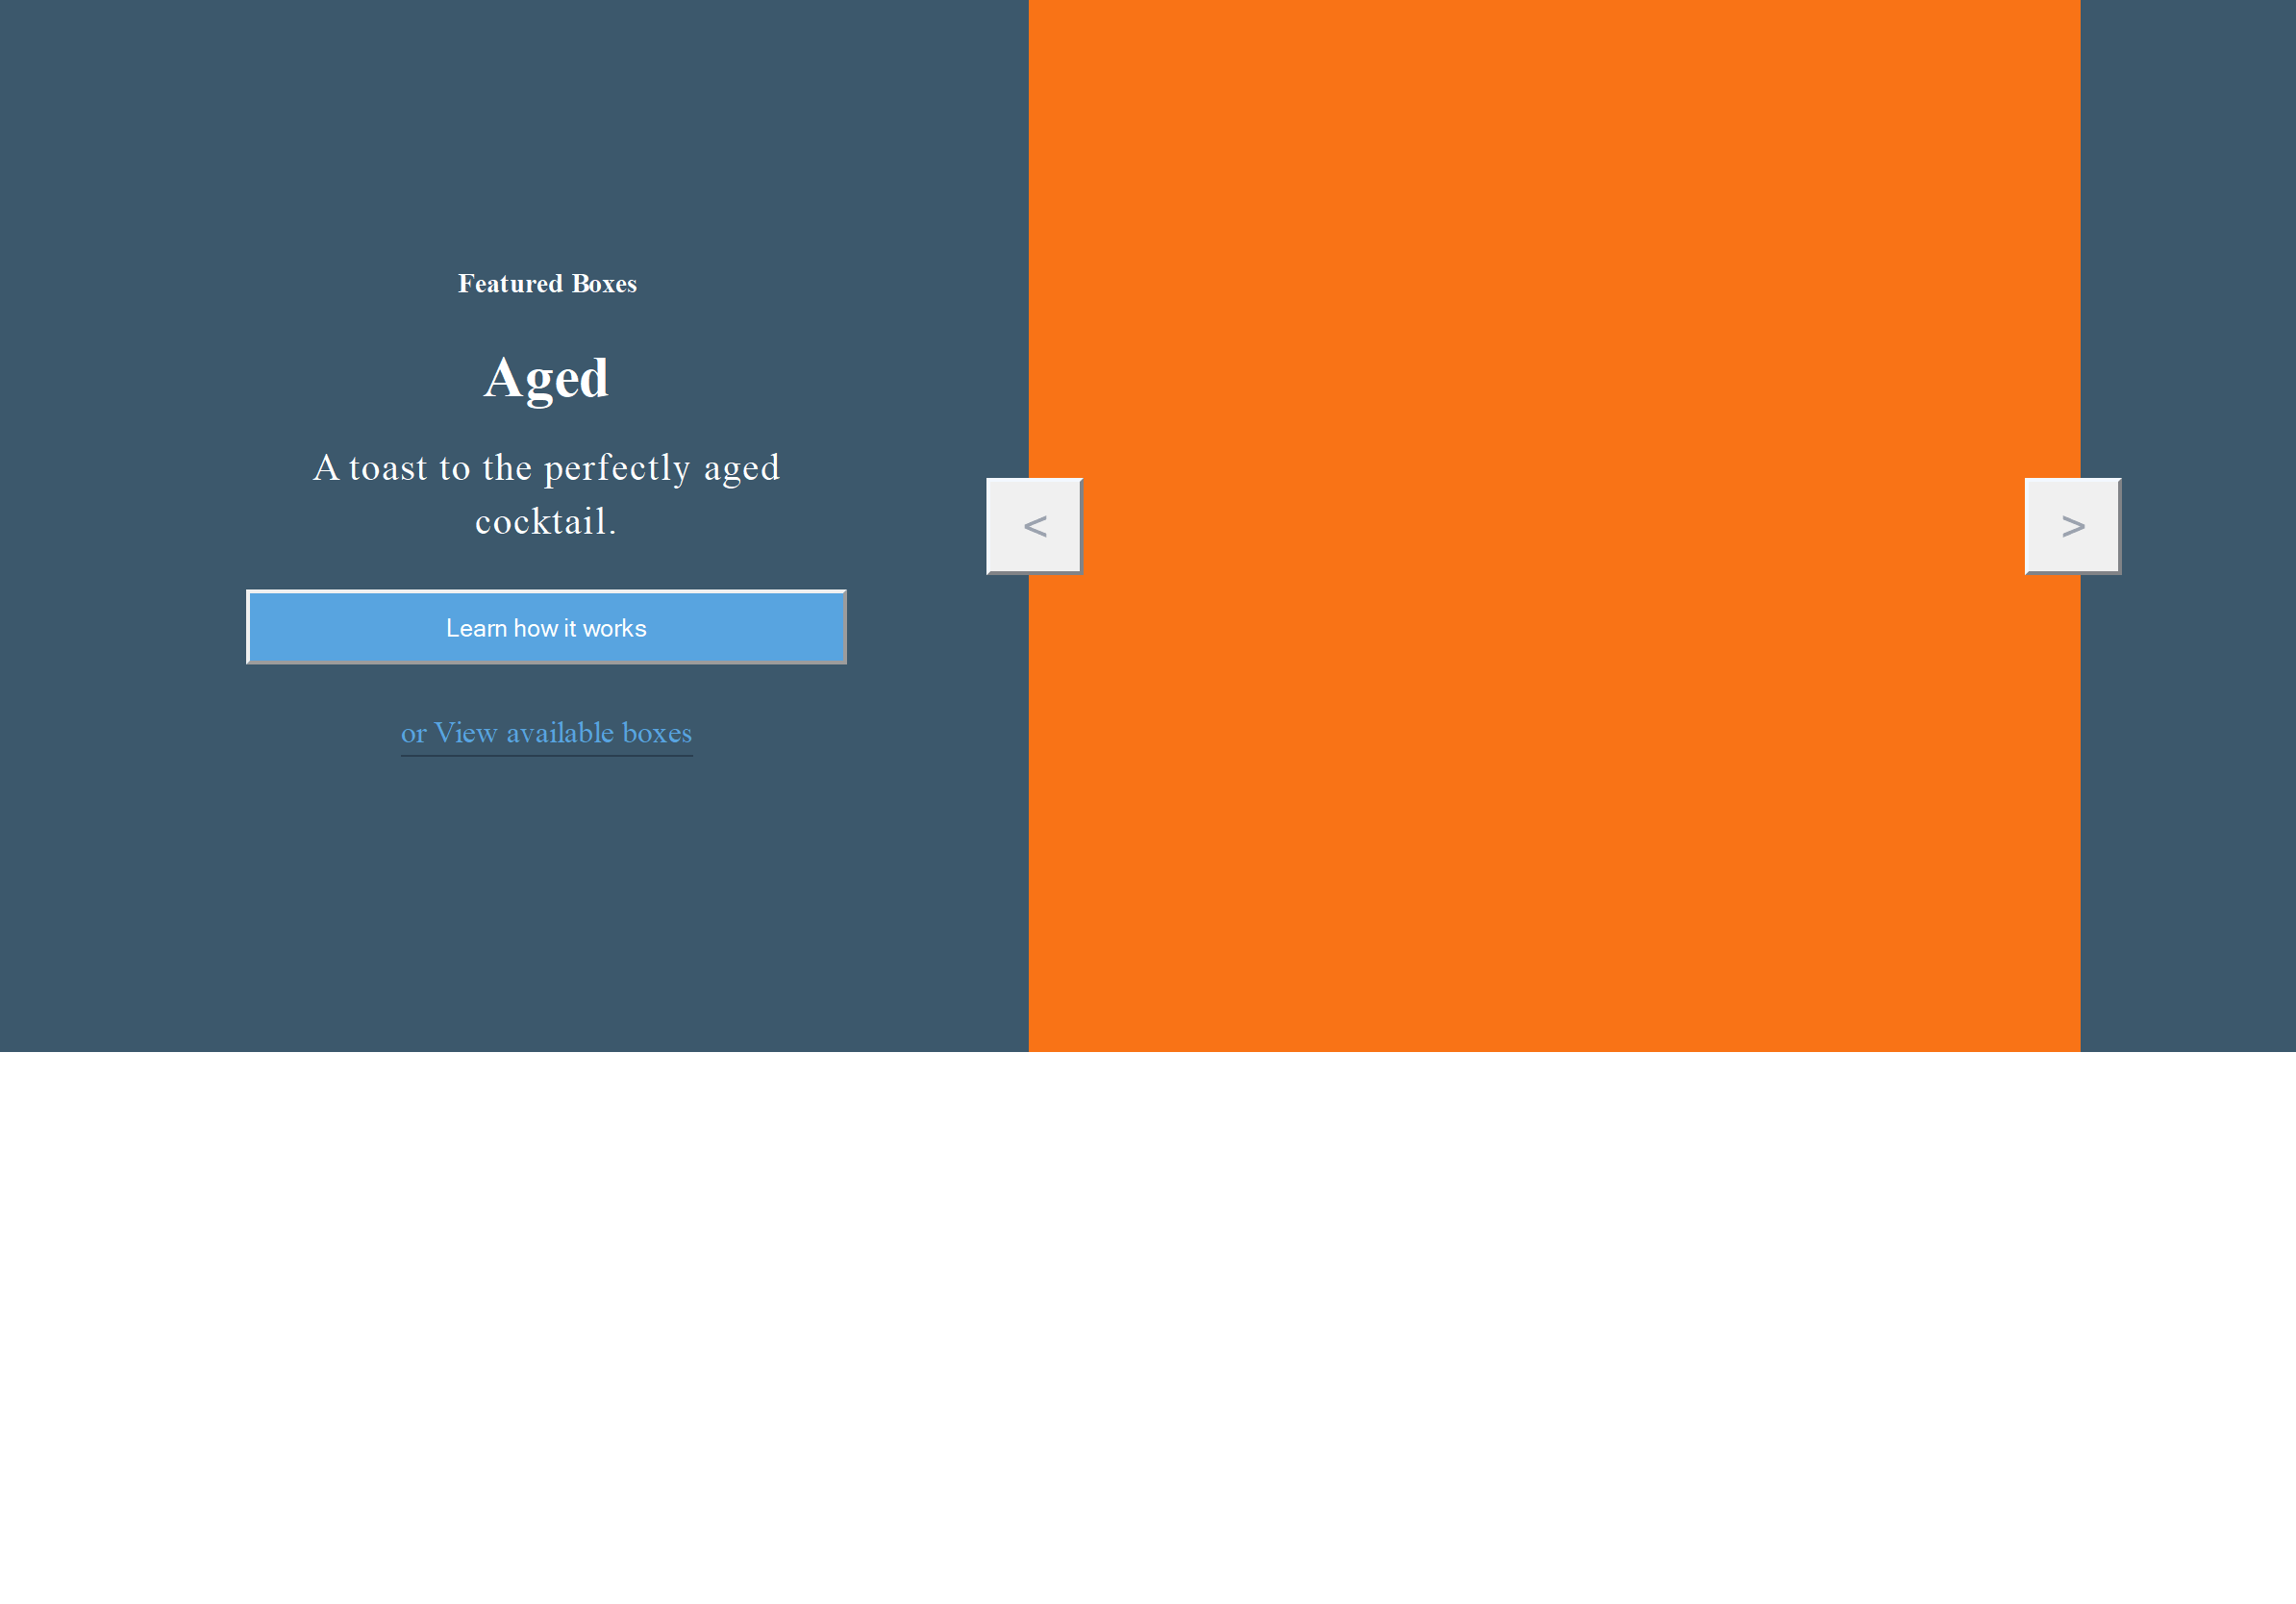 Featured Boxes
Aged
A toast to the perfectly aged
cocktail.
<
>
Learn how it works
or View available boxes